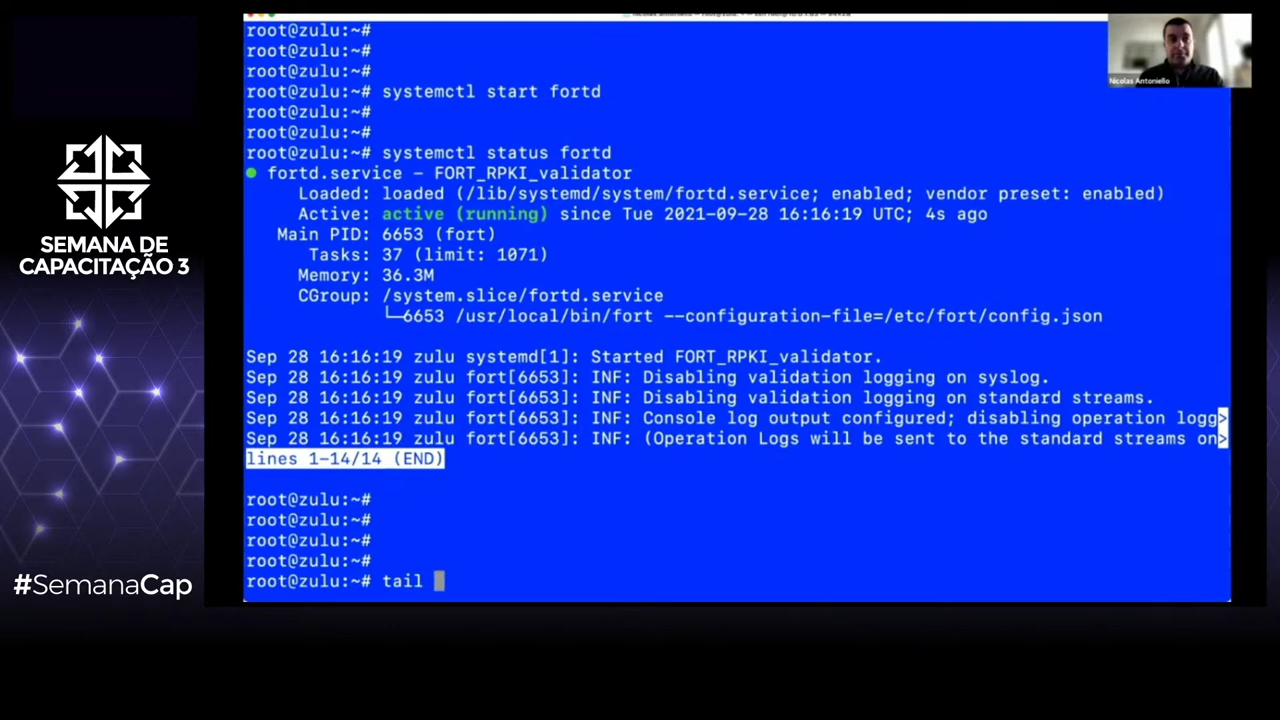 root@zulu:~#
root@zulu:~#
root@zulu:~#
root@zulu:~# systemctl start fortd
root@zulu:~#
root@zulu:~#
root@zulu:~# systemctl status fortd
● fortd.service - FORT_RPKI_validator
Loaded: loaded (/lib/systemd/system/fortd.service; enabled; vendor preset: enabled)
Active: active (running) since Tue 2021-09-28 16:16:19 UTC; 4s ago
Main PID: 6653 (fort)
Tasks: 37 (limit: 1071)
Memory: 36.3M
CGroup: /system.slice/fortd.service
└─6653 /usr/local/bin/fort --configuration-file=/etc/fort/config.json
Sep 28 16:16:19 zulu systemd[1]: Started FORT_RPKI_validator.
Sep 28 16:16:19 zulu fort[6653]: INF: Disabling validation logging on syslog.
Sep 28 16:16:19 zulu fort[6653]: INF: Disabling validation logging on standard streams.
Sep 28 16:16:19 zulu fort[6653]: INF: Console log output configured; disabling operation logg>
Sep 28 16:16:19 zulu fort[6653]: INF: (Operation Logs will be sent to the standard streams on>
lines 1-14/14 (END)
root@zulu:~#
root@zulu:~#
root@zulu:~#
root@zulu:~#
root@zulu:~# tail
Nicolas Antoniello
SEMANA DE
CAPACITAÇÃO 3
#SemanaCap